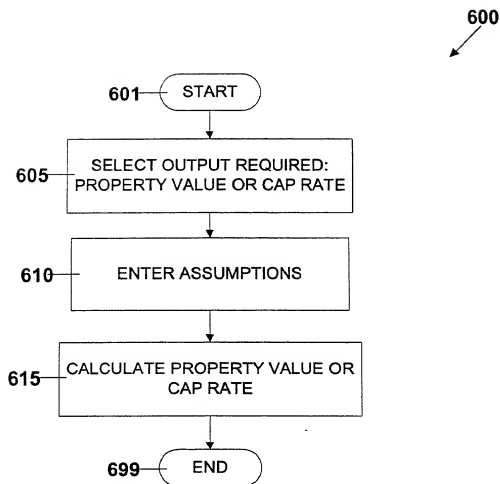 600
601
START
605
SELECT OUTPUT REQUIRED:
PROPERTY VALUE OR CAP RATE
610
ENTER ASSUMPTIONS
615
CALCULATE PROPERTY VALUE OR
CAP RATE
699
END